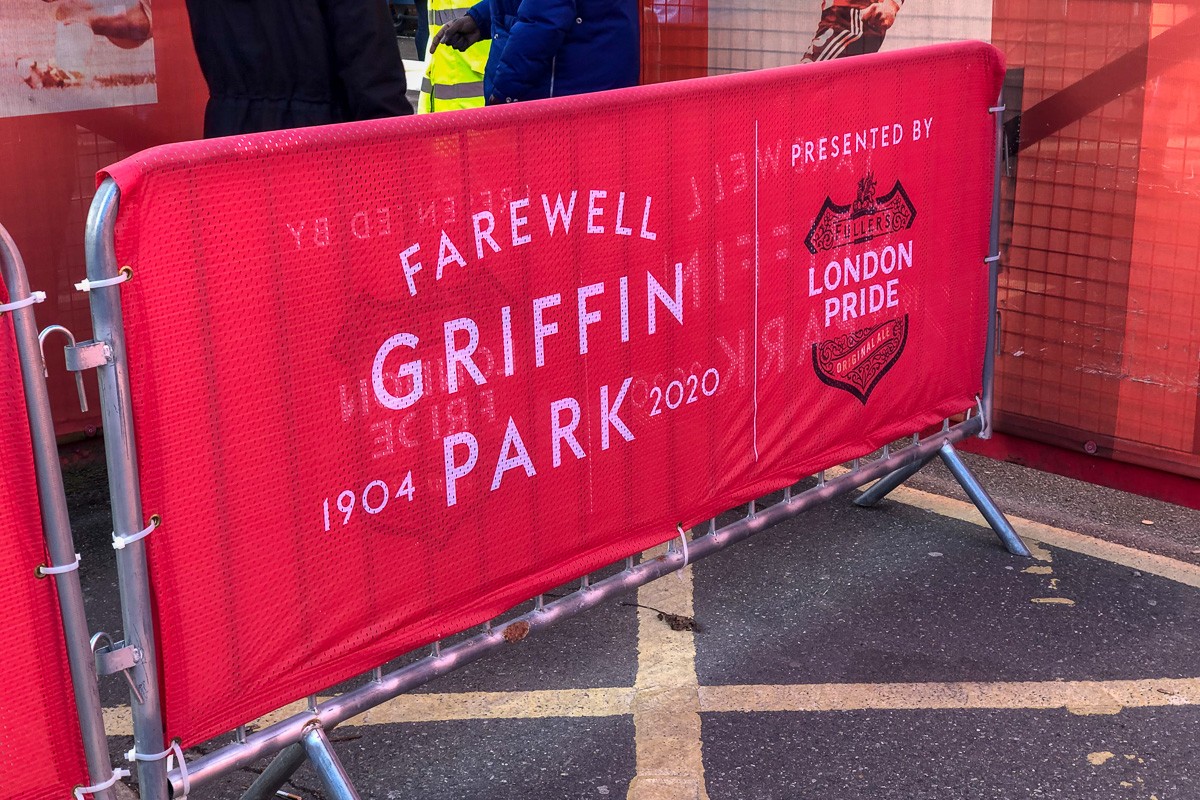 FAREWELL
GRIFFIN
1904 PARK 2020
PRESENTED BY
FULLER'S
LONDON
PRIDE
ORIGINAL ALE